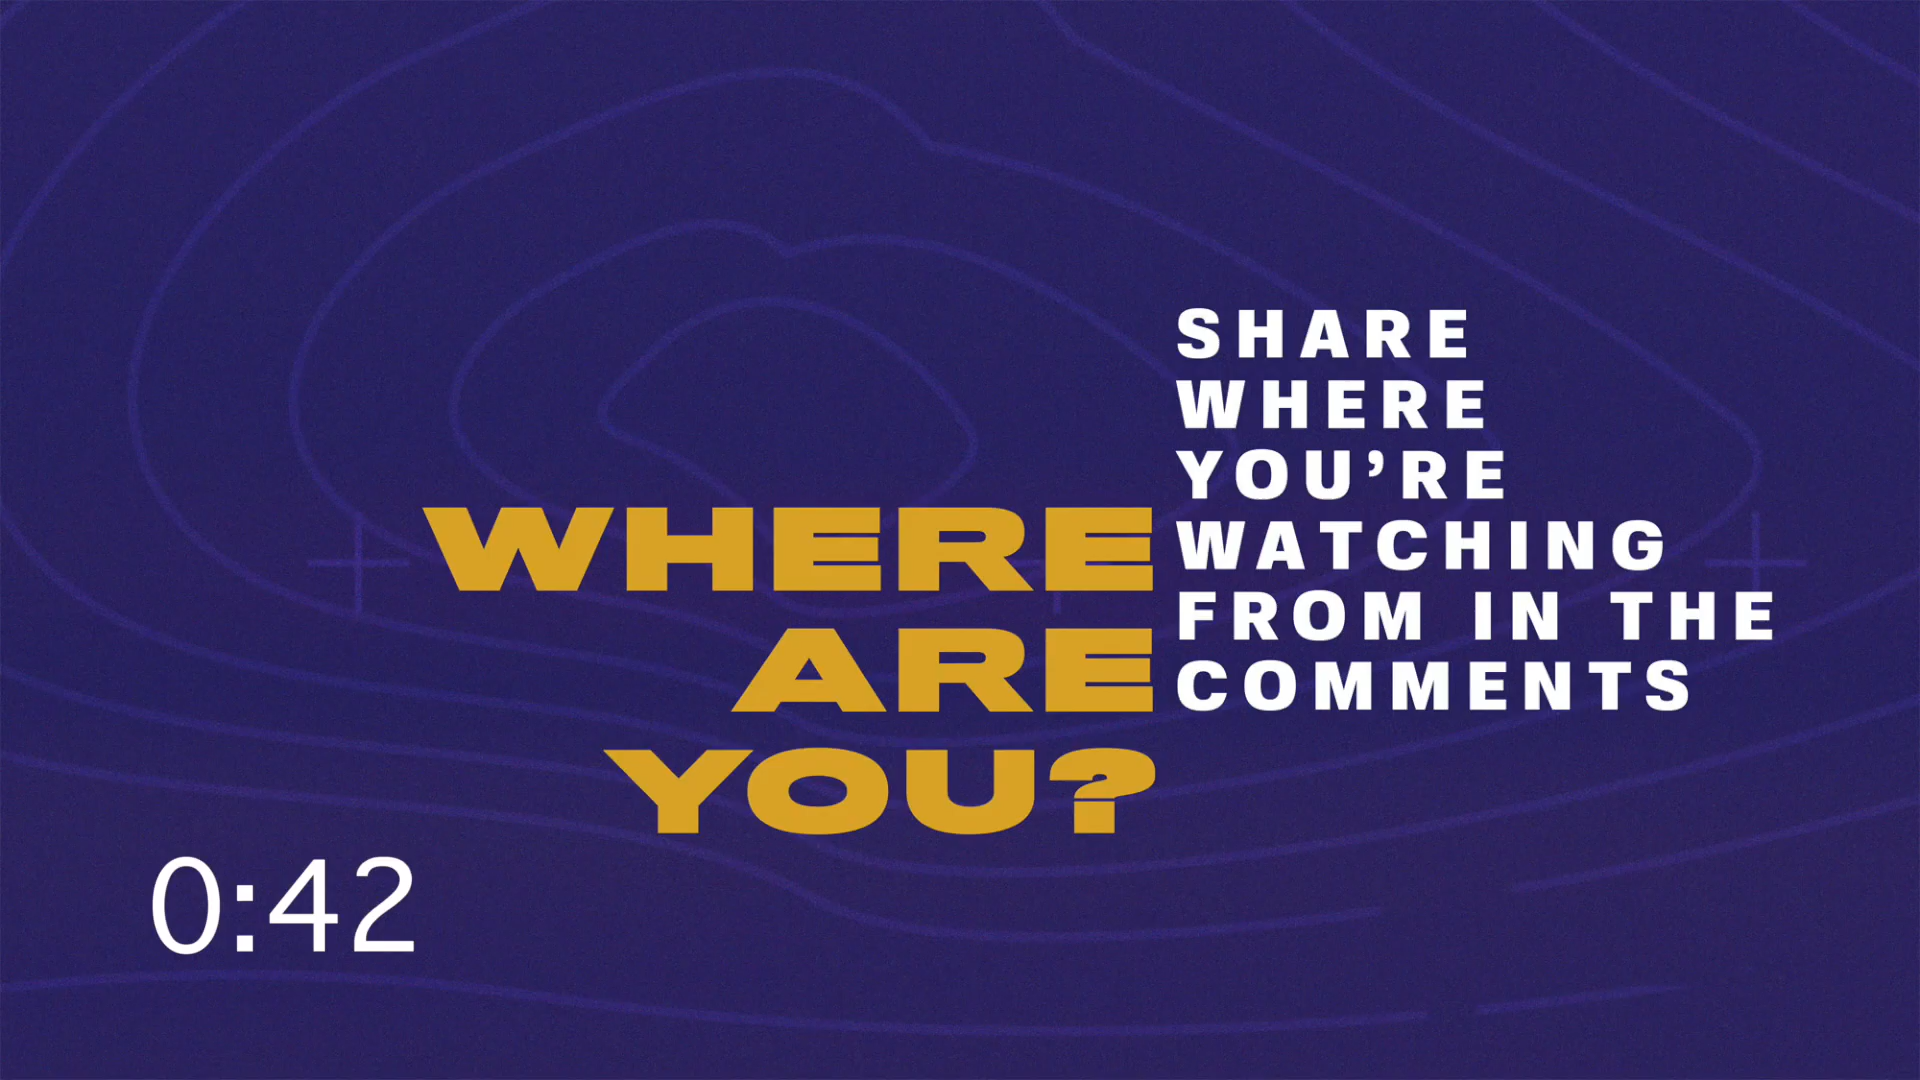 WHERE
ARE
YOU?
SHARE
WHERE
YOU’RE
WATCHING
FROM IN THE
COMMENTS
0:42